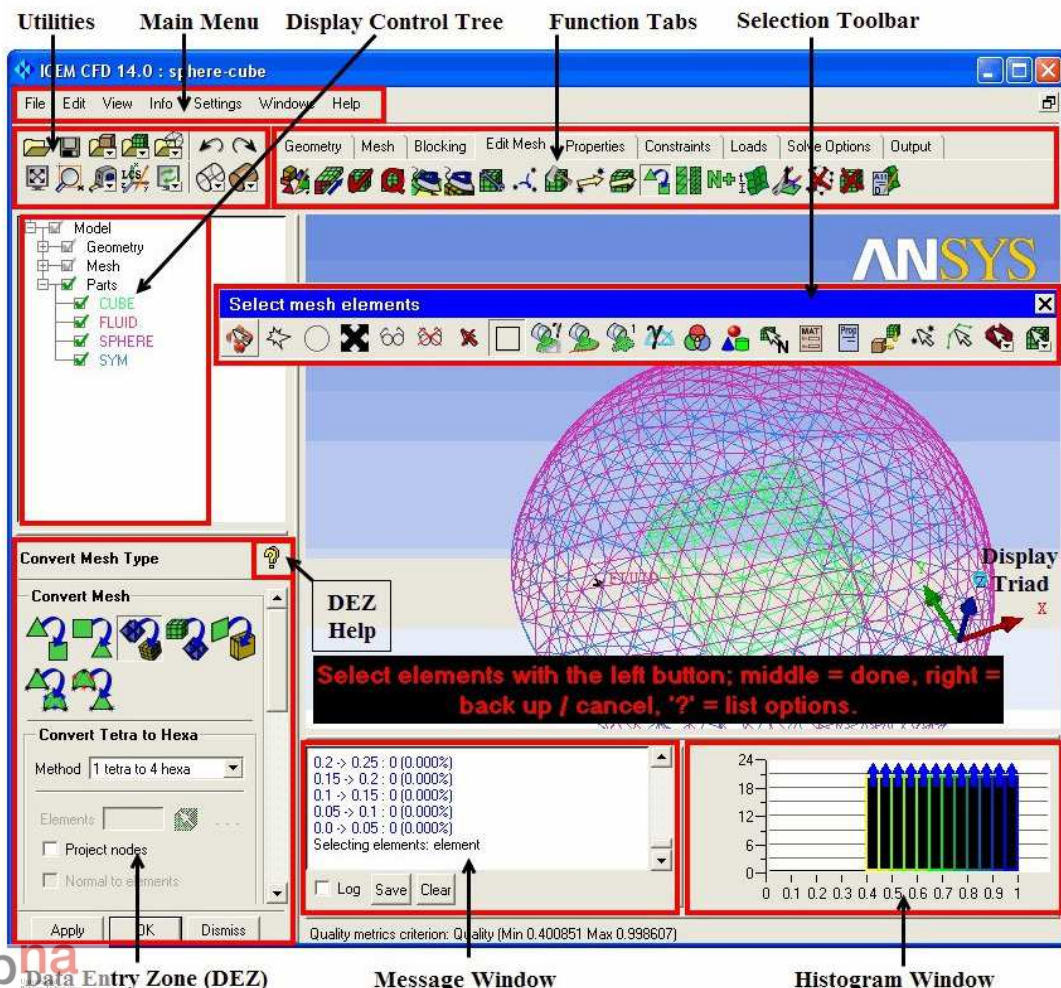 Utilities
Main Menu
Display Control Tree
Function Tabs
Selection Toolbar
ICEM CFD 14.0 : sphere-cube
File Edit View Info Settings Windows Help
Geometry Mesh Blocking Edit Mesh Properties Constraints Loads Solve Options Output
LCS
Model
Geometry
Mesh
Parts
CUBE
FLUID
SPHERE
SYM
ANSYS
Select mesh elements
MAT
Prop
FLUID
Display
Triad
Y
Z
X
Convert Mesh Type
?
DEZ
Help
Convert Mesh
Convert Tetra to Hexa
Method 1 tetra to 4 hexa
Elements
Project nodes
Normal to elements
Apply OK Dismiss
Select elements with the left button; middle = done, right =
back up / cancel, '?' = list options.
0.2 -> 0.25 : 0 (0.000%)
0.15 -> 0.2 : 0 (0.000%)
0.1 -> 0.15 : 0 (0.000%)
0.05 -> 0.1 : 0 (0.000%)
0.0 -> 0.05 : 0 (0.000%)
Selecting elements: element
Log Save Clear
24
18
12
6
0
0 0.1 0.2 0.3 0.4 0.5 0.6 0.7 0.8 0.9 1
Quality metrics criterion: Quality (Min 0.400851 Max 0.998607)
Data Entry Zone (DEZ)
Message Window
Histogram Window